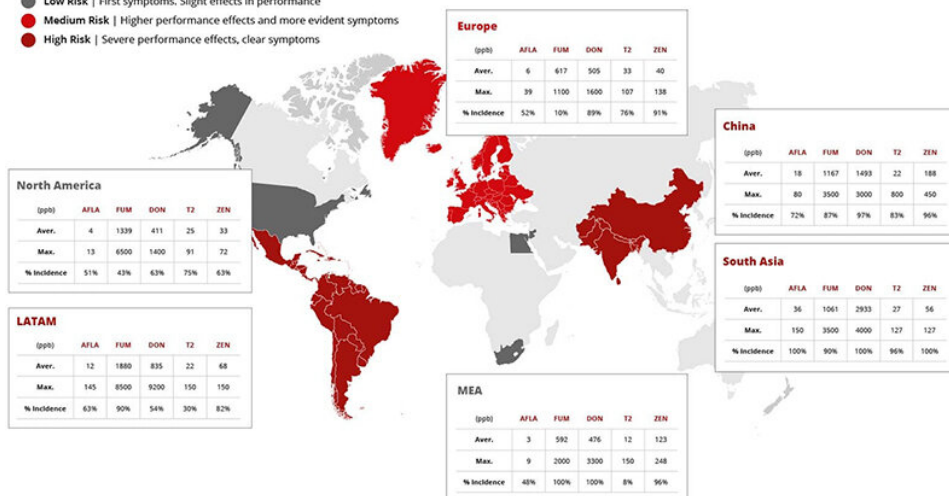 Low Risk | First symptoms. Slight effects in performance
Medium Risk | Higher performance effects and more evident symptoms
High Risk | Severe performance effects, clear symptoms
Europe
(ppb) AFLA FUM DON T2 ZEN
Aver. 6 617 505 33 40
Max. 39 1100 1600 107 138
% Incidence 52% 10% 89% 76% 91%
China
(ppb) AFLA FUM DON T2 ZEN
Aver. 18 1167 1493 22 188
Max. 80 3500 3000 800 450
% Incidence 72% 87% 97% 83% 96%
North America
(ppb) AFLA FUM DON T2 ZEN
Aver. 4 1339 411 25 33
Max. 13 6500 1400 91 72
% Incidence 51% 43% 63% 75% 63%
South Asia
(ppb) AFLA FUM DON T2 ZEN
Aver. 36 1061 2933 27 56
Max. 150 3500 4000 127 127
% Incidence 100% 90% 100% 96% 100%
LATAM
(ppb) AFLA FUM DON T2 ZEN
Aver. 12 1880 835 22 68
Max. 145 8500 9200 150 150
% Incidence 63% 90% 54% 30% 82%
MEA
(ppb) AFLA FUM DON T2 ZEN
Aver. 3 592 476 12 123
Max. 9 2000 3300 150 248
% Incidence 48% 100% 100% 8% 96%